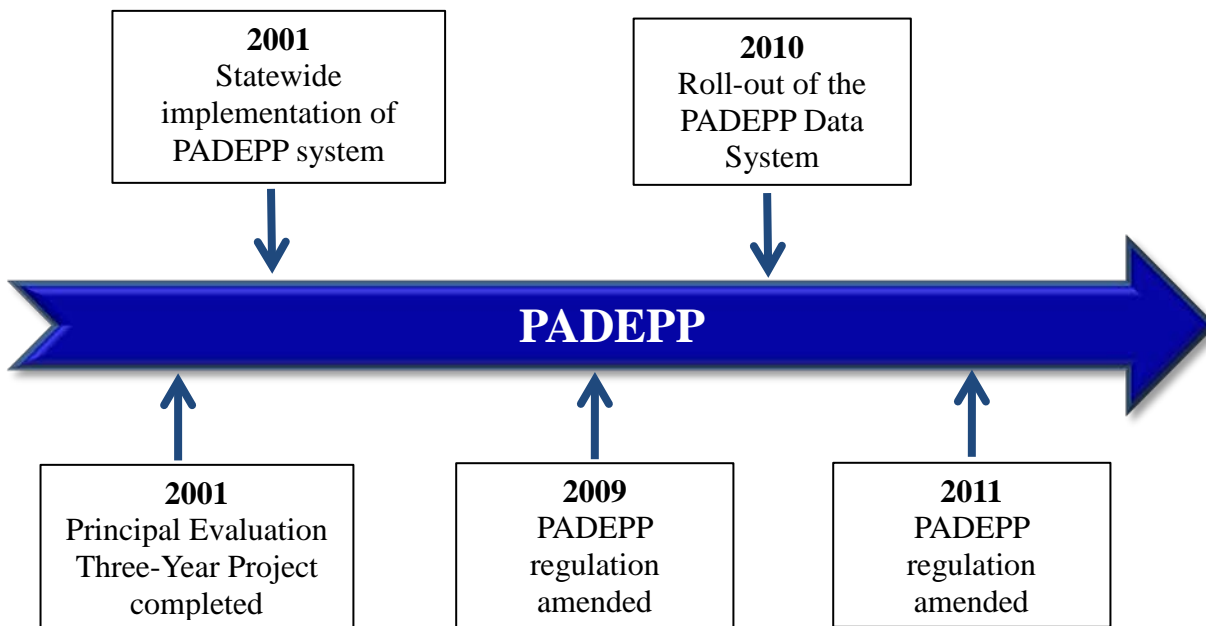 2001
Statewide
implementation of
PADEPP system
2010
Roll-out of the
PADEPP Data
System
PADEPP
2001
Principal Evaluation
Three-Year Project
completed
2009
PADEPP
regulation
amended
2011
PADEPP
regulation
amended